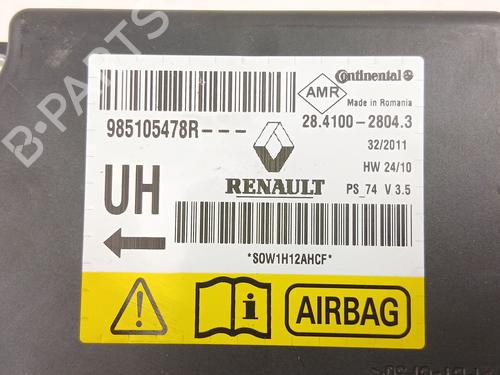 Continental
AMR
Made in Romania
985105478R---
28.4100-2804.3
32/2011
HW 24/10
UH
RENAULT
PS_74 V 3.5
*SOW1H12AHCF*
AIRBAG
B-PARTS